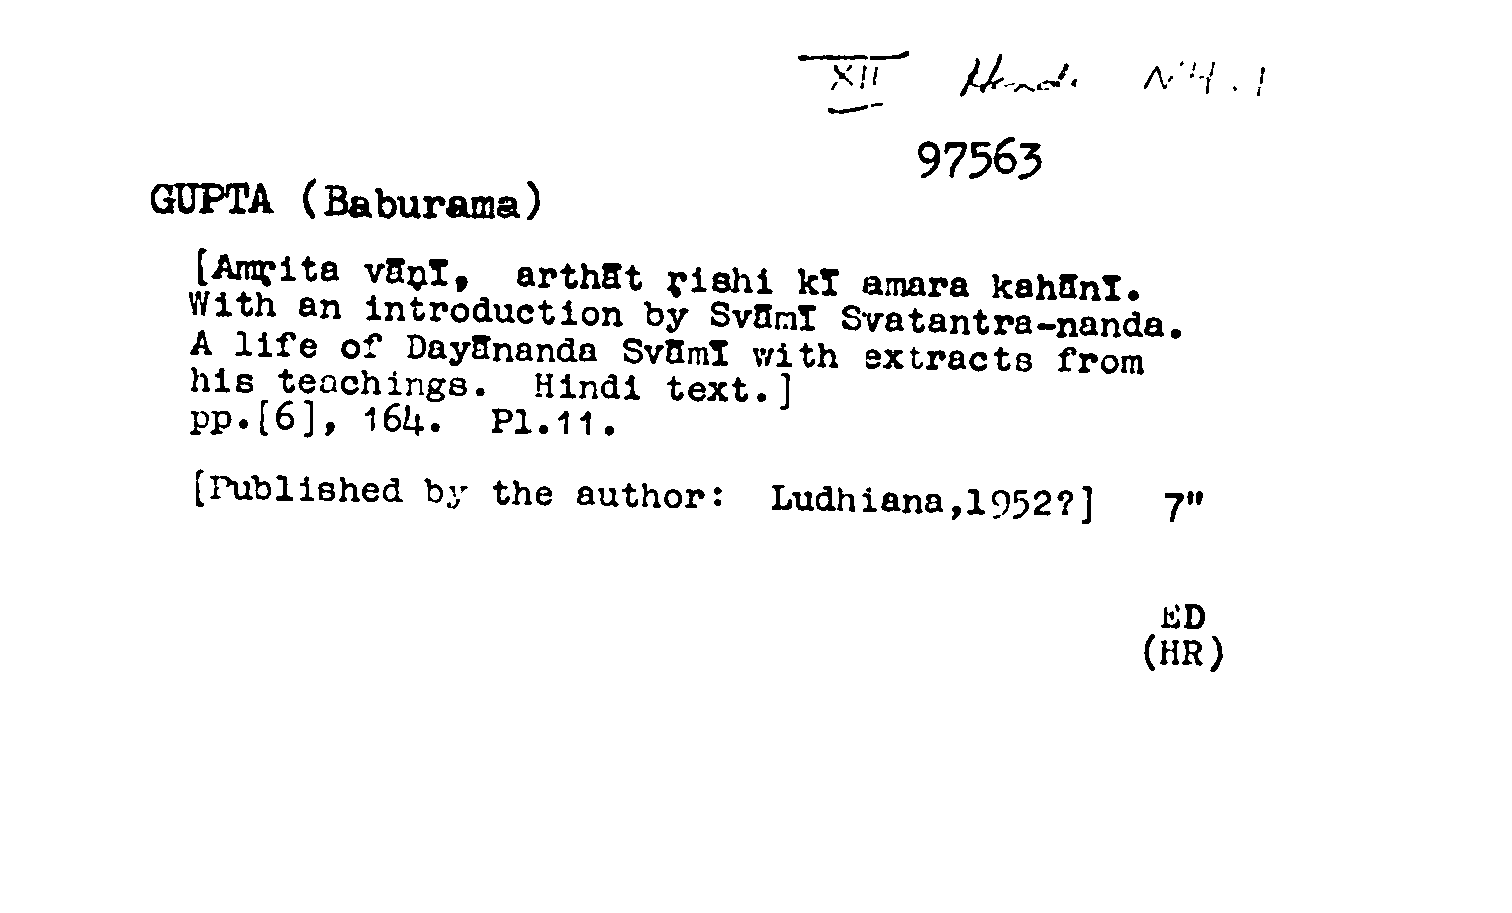 XII Hindi N4.1
97563
GUPTA (Baburama)
[Amṛita vāṇī, arthāt ṛishi kī amara kahānī.
With an introduction by Svāmī Svatantra-nanda.
A life of Dayānanda Svāmī with extracts from
his teachings. Hindi text.]
pp.[6], 164. Pl.11.
[Published by the author: Ludhiana,1952?] 7"
ED
(HR)